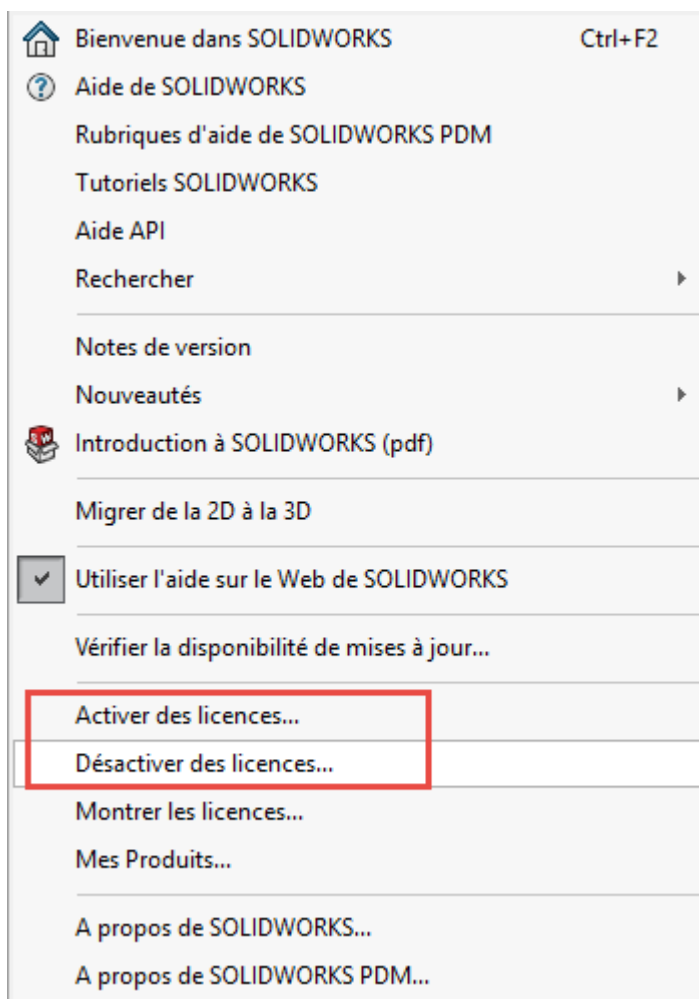 Bienvenue dans SOLIDWORKS Ctrl+F2
Aide de SOLIDWORKS
Rubriques d'aide de SOLIDWORKS PDM
Tutoriels SOLIDWORKS
Aide API
Rechercher
Notes de version
Nouveautés
Introduction à SOLIDWORKS (pdf)
Migrer de la 2D à la 3D
Utiliser l'aide sur le Web de SOLIDWORKS
Vérifier la disponibilité de mises à jour...
Activer des licences...
Désactiver des licences...
Montrer les licences...
Mes Produits...
A propos de SOLIDWORKS...
A propos de SOLIDWORKS PDM...